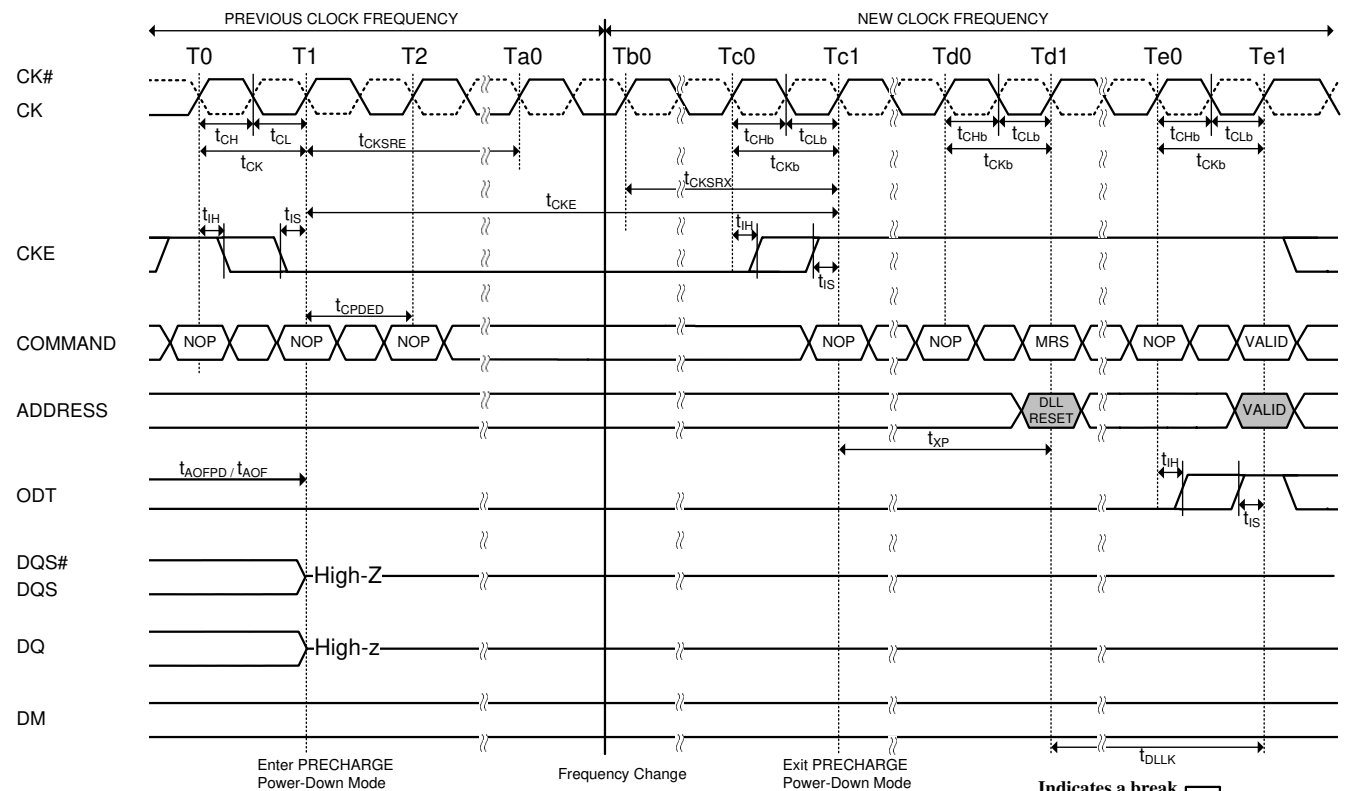 PREVIOUS CLOCK FREQUENCY NEW CLOCK FREQUENCY
T0 T1 T2 Ta0 Tb0 Tc0 Tc1 Td0 Td1 Te0 Te1
CK#
CK
tCH tCL tCKSRE tCHb tCLb tCHb tCLb tCHb tCLb
tCK tCKb tCKb tCKb
tCKSRX
tCKE
tIH tIS tIH
CKE
tIS
tCPDED
COMMAND NOP NOP NOP NOP NOP MRS NOP VALID
ADDRESS DLL RESET VALID
tXP
tAOFPD / tAOF tIH
ODT
tIS
DQS#
DQS High-Z
DQ High-z
DM
tDLLK
Enter PRECHARGE
Power-Down Mode
Frequency Change
Exit PRECHARGE
Power-Down Mode
Indicates a break